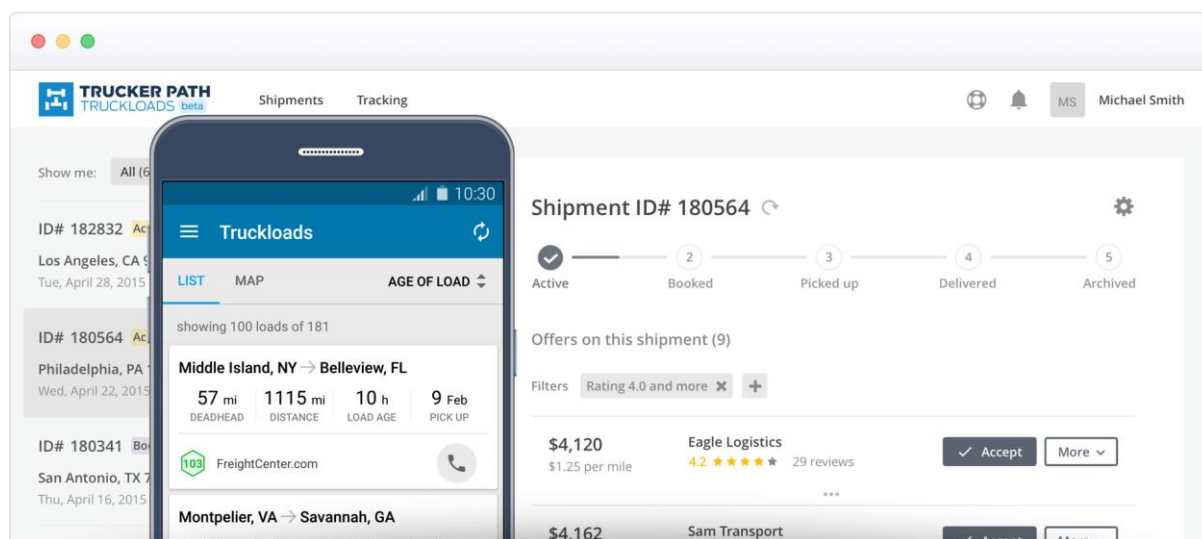 TRUCKER PATH
TRUCKLOADS beta
Shipments Tracking
MS Michael Smith
Show me: All (6
ID# 182832
Los Angeles, CA
Tue, April 28, 2015
ID# 180564
Philadelphia, PA
Wed, April 22, 2015
ID# 180341
San Antonio, TX
Thu, April 16, 2015
10:30
Truckloads
LIST MAP AGE OF LOAD
showing 100 loads of 181
Middle Island, NY → Belleview, FL
57 mi 1115 mi 10 h 9 Feb
DEADHEAD DISTANCE LOAD AGE PICK UP
103 FreightCenter.com
Montpelier, VA → Savannah, GA
Shipment ID# 180564
2 3 4 5
Active Booked Picked up Delivered Archived
Offers on this shipment (9)
Filters Rating 4.0 and more
$4,120 Eagle Logistics Accept More
$1.25 per mile 4.2 29 reviews
$4,162 Sam Transport Accept More